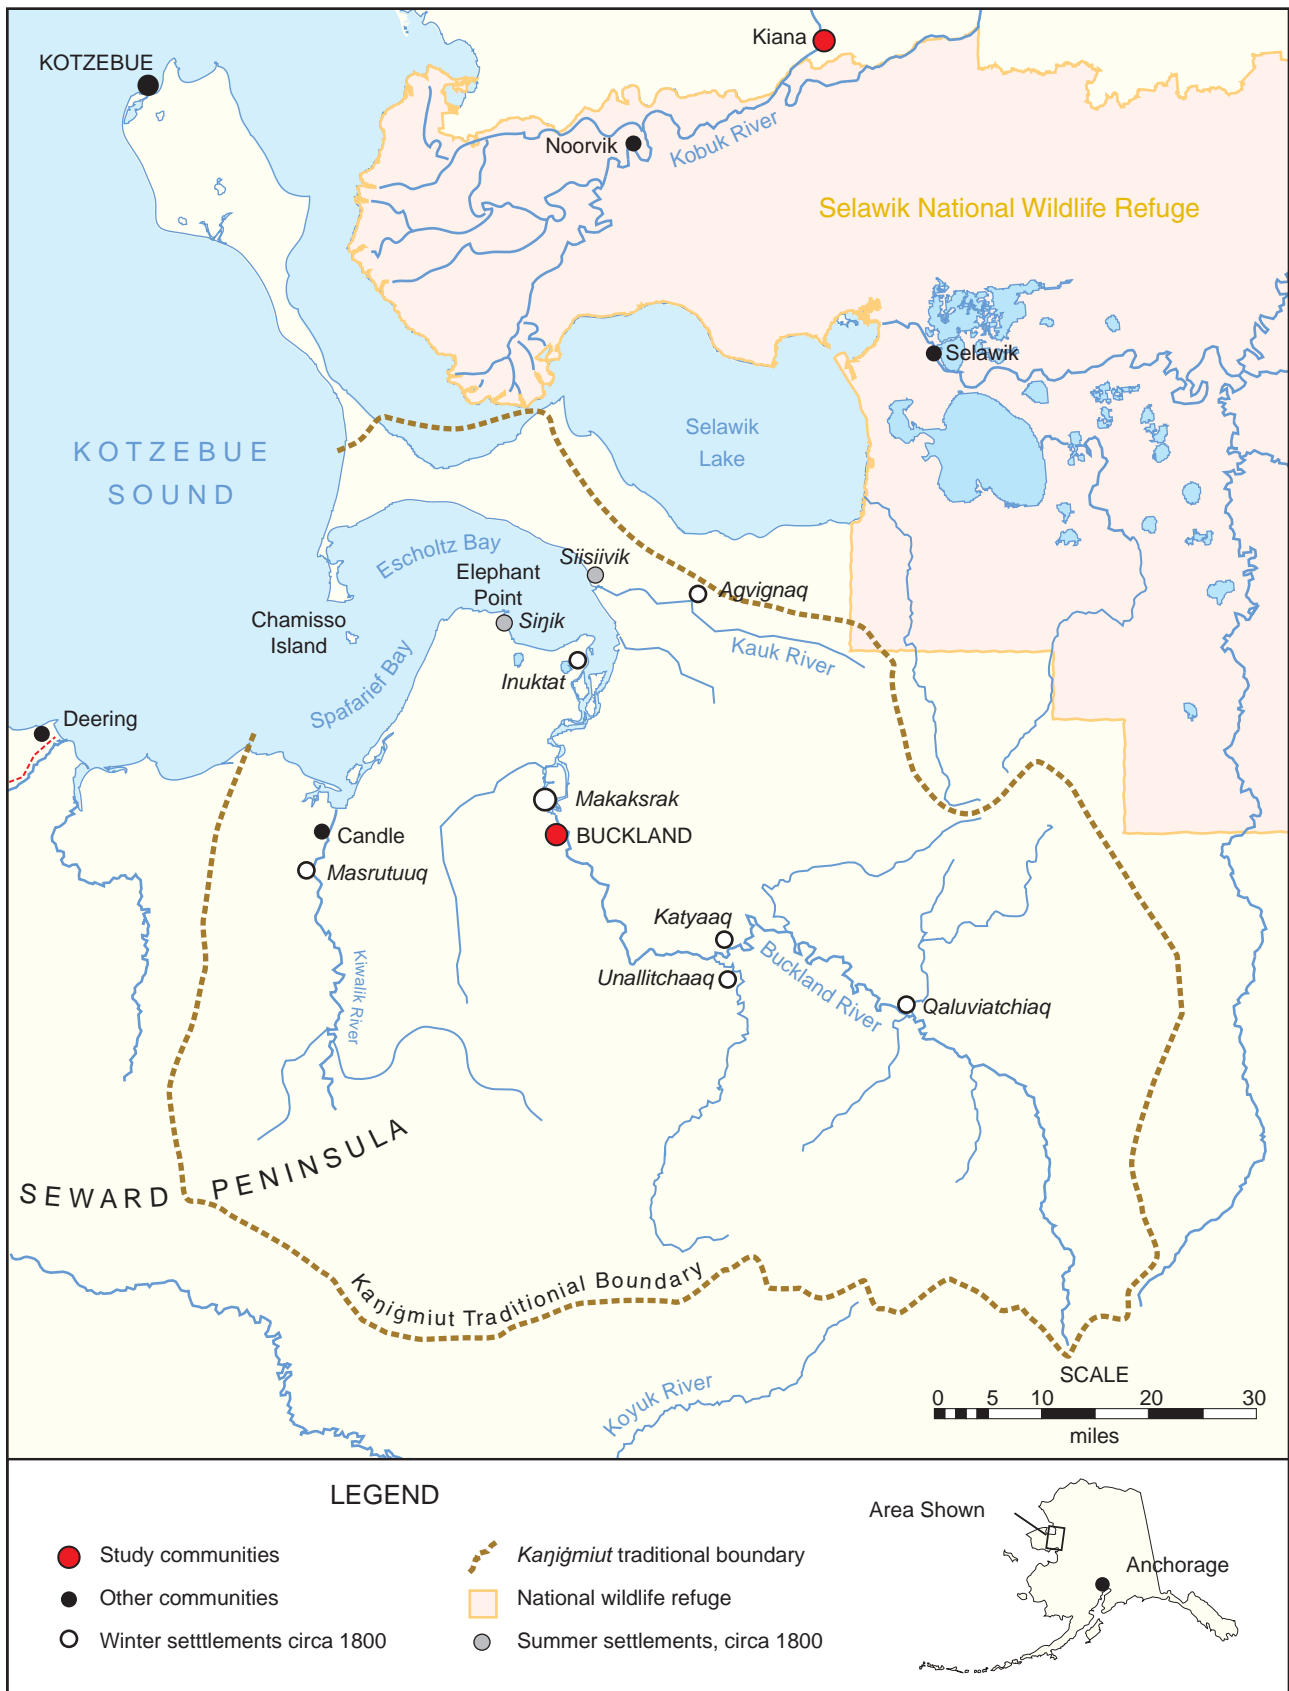 Kiana
KOTZEBUE
Noorvik
Kobuk River
Selawik National Wildlife Refuge
Selawik
Selawik
Lake
KOTZEBUE
SOUND
Escholtz Bay
Siisiivik
Elephant
Point
Agvignaq
Chamisso
Island
Siŋik
Kauk River
Inuktat
Spafarief Bay
Deering
Makaksrak
Candle
BUCKLAND
Masrutuuq
Katyaaq
Kiwalik River
Buckland River
Unallitchaaq
Qaluviatchiaq
SEWARD PENINSULA
Kaŋiġmiut Traditionial Boundary
Koyuk River
SCALE
0 5 10 20 30
miles
LEGEND
Study communities
Other communities
Winter setttlements circa 1800
Kaŋiġmiut traditional boundary
National wildlife refuge
Summer settlements, circa 1800
Area Shown
Anchorage